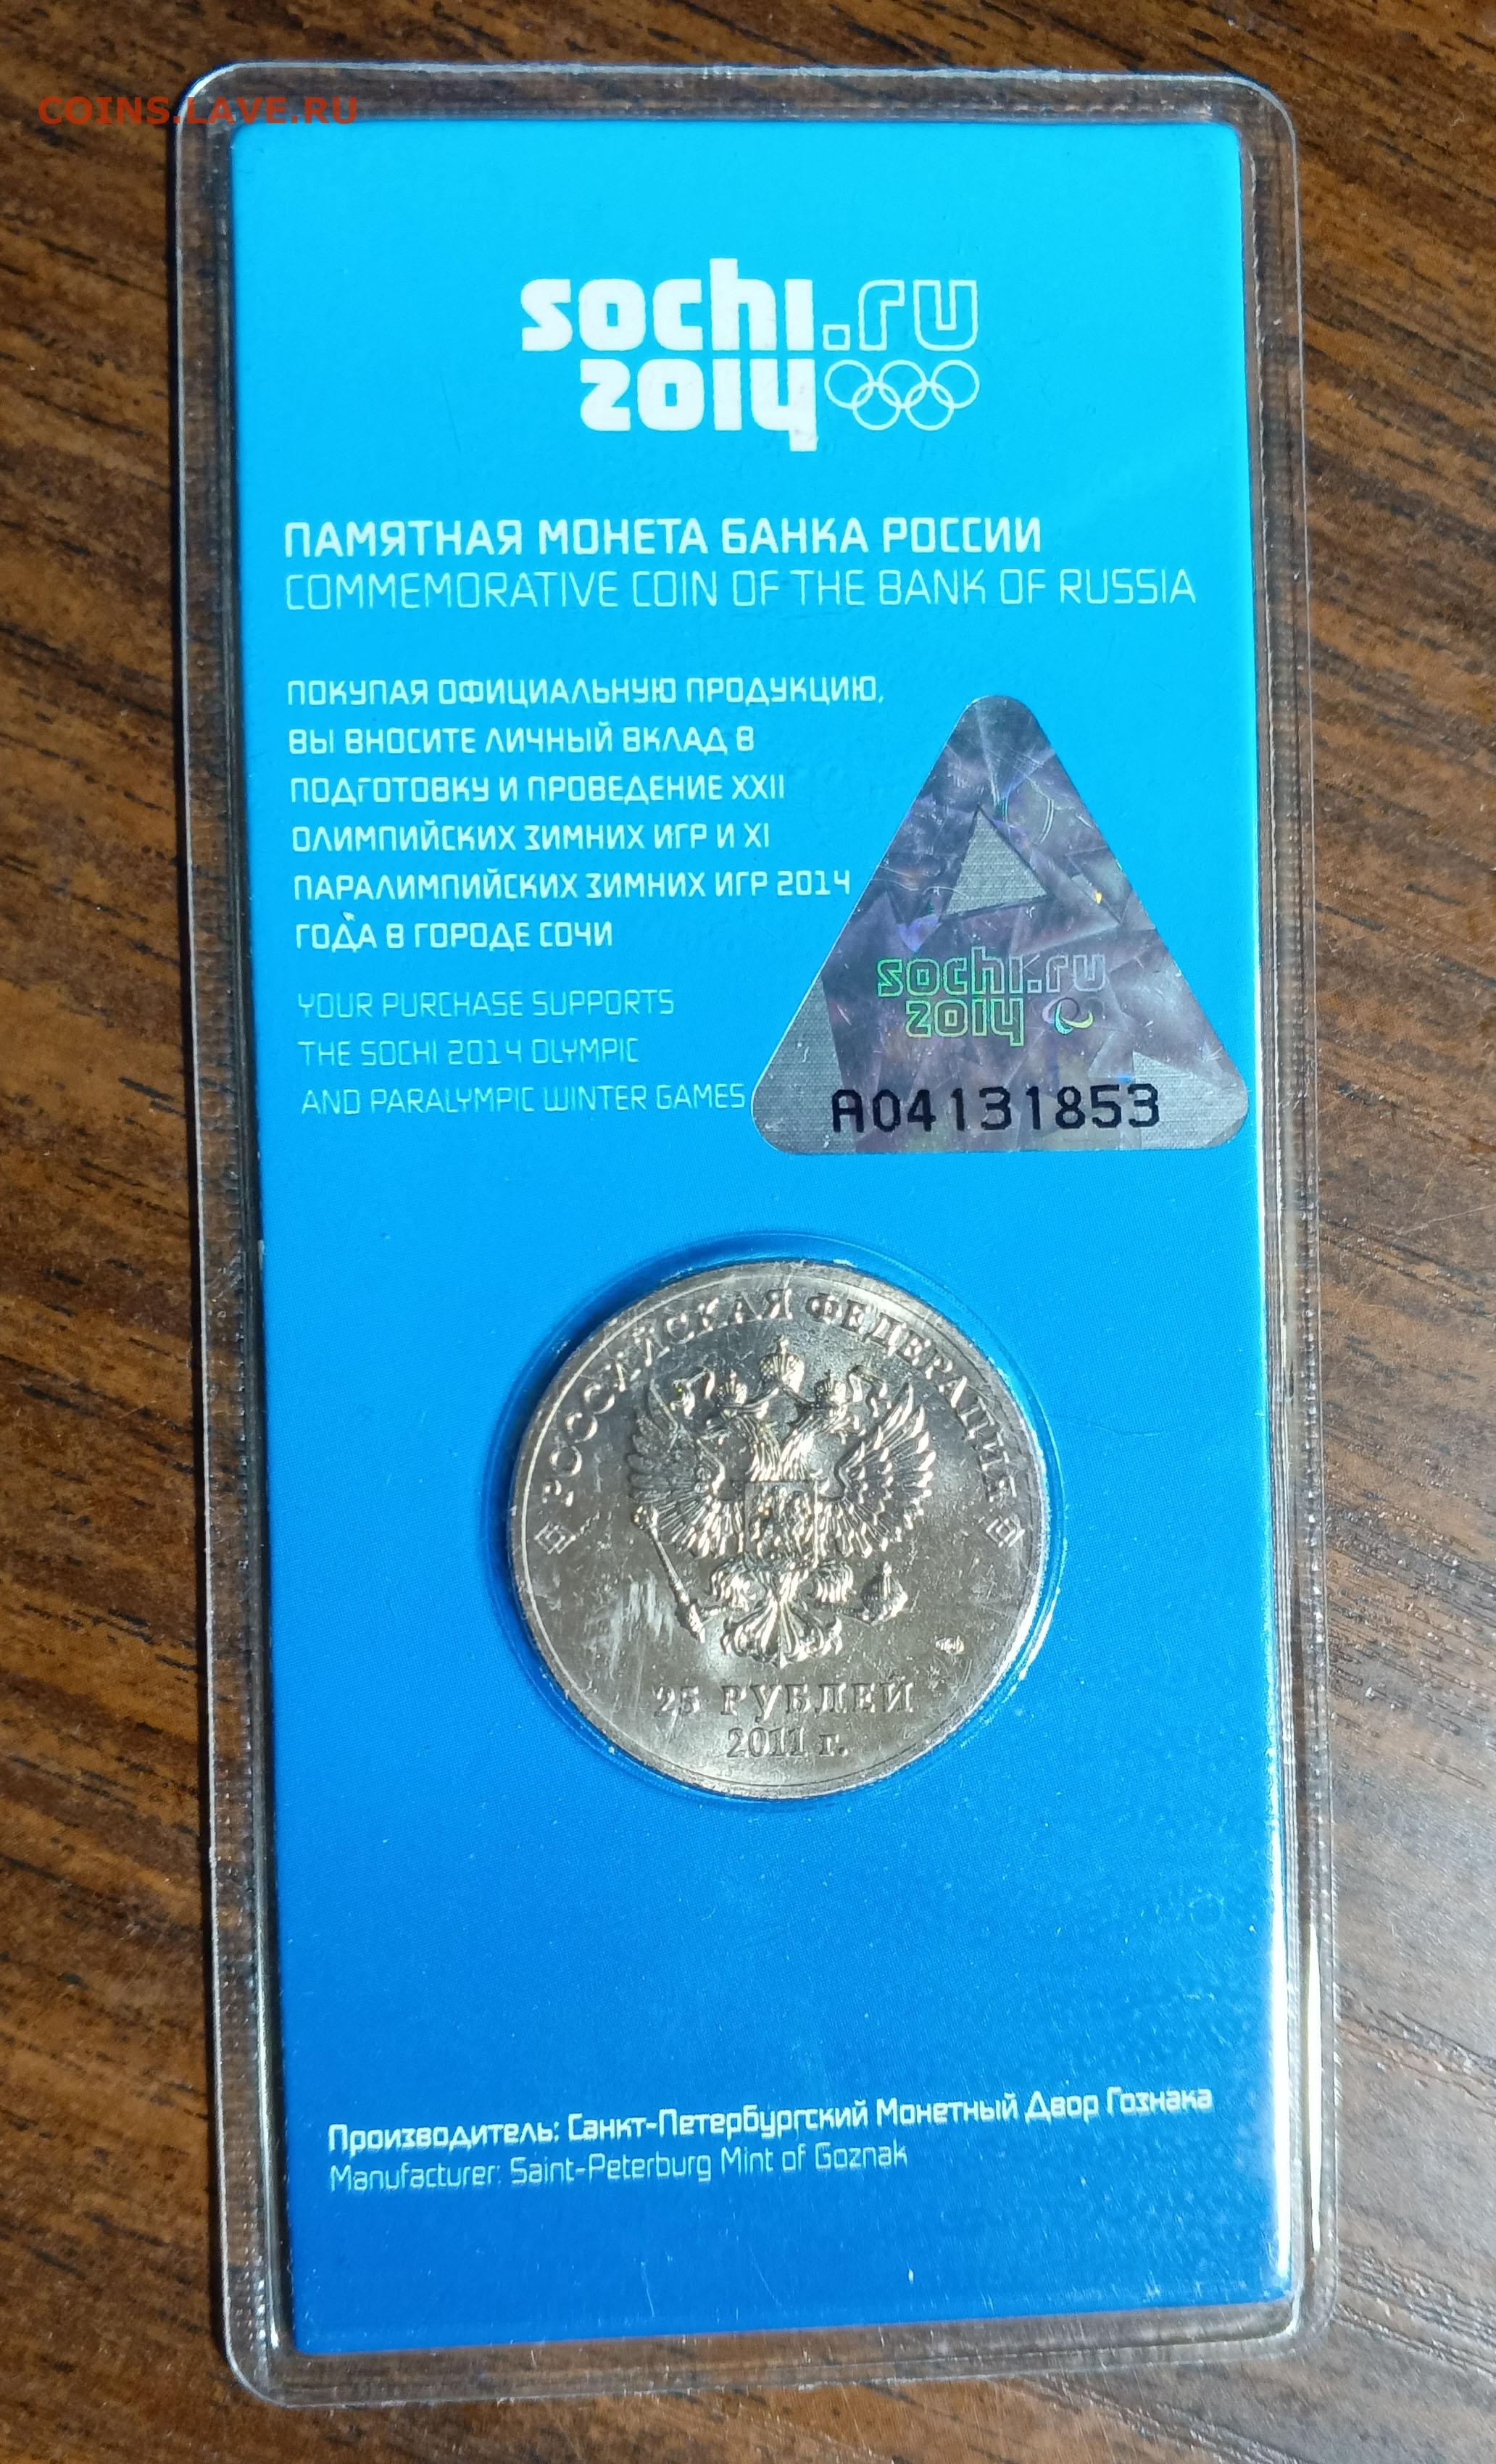 COINS.LAVE.RU
sochi.ru
2014
ПАМЯТНАЯ МОНЕТА БАНКА РОССИИ
COMMEMORATIVE COIN OF THE BANK OF RUSSIA
ПОКУПАЯ ОФИЦИАЛЬНУЮ ПРОДУКЦИЮ,
ВЫ ВНОСИТЕ ЛИЧНЫЙ ВКЛАД В
ПОДГОТОВКУ И ПРОВЕДЕНИЕ XXII
ОЛИМПИЙСКИХ ЗИМНИХ ИГР И XI
ПАРАЛИМПИЙСКИХ ЗИМНИХ ИГР 2014
ГОДА В ГОРОДЕ СОЧИ
YOUR PURCHASE SUPPORTS
THE SOCHI 2014 OLYMPIC
AND PARALYMPIC WINTER GAMES
sochi.ru
2014
A04131853
РОССИЙСКАЯ ФЕДЕРАЦИЯ
25 РУБЛЕЙ
2011 г.
Производитель: Санкт-Петербургский Монетный Двор Гознака
Manufacturer: Saint-Peterburg Mint of Goznak